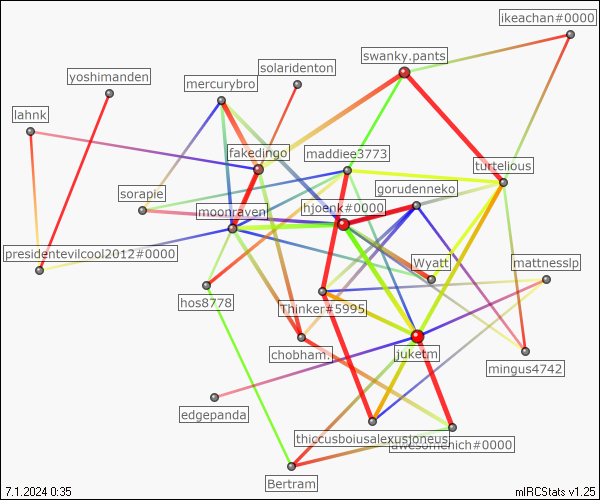 ikeachan#0000
swanky.pants
solaridenton
yoshimanden
mercurybro
lahnk
fakedingo
maddiee3773
turtelious
gorudenneko
sorapie
hjoenk#0000
moonraven
presidentevilcool2012#0000
Wyatt
mattnesslp
hos8778
Thinker#5995
chobham.
juketm
mingus4742
edgepanda
thiccusboiusalexusjoneus
awesomenich#0000
Bertram
7.1.2024 0:35
mIRCStats v1.25